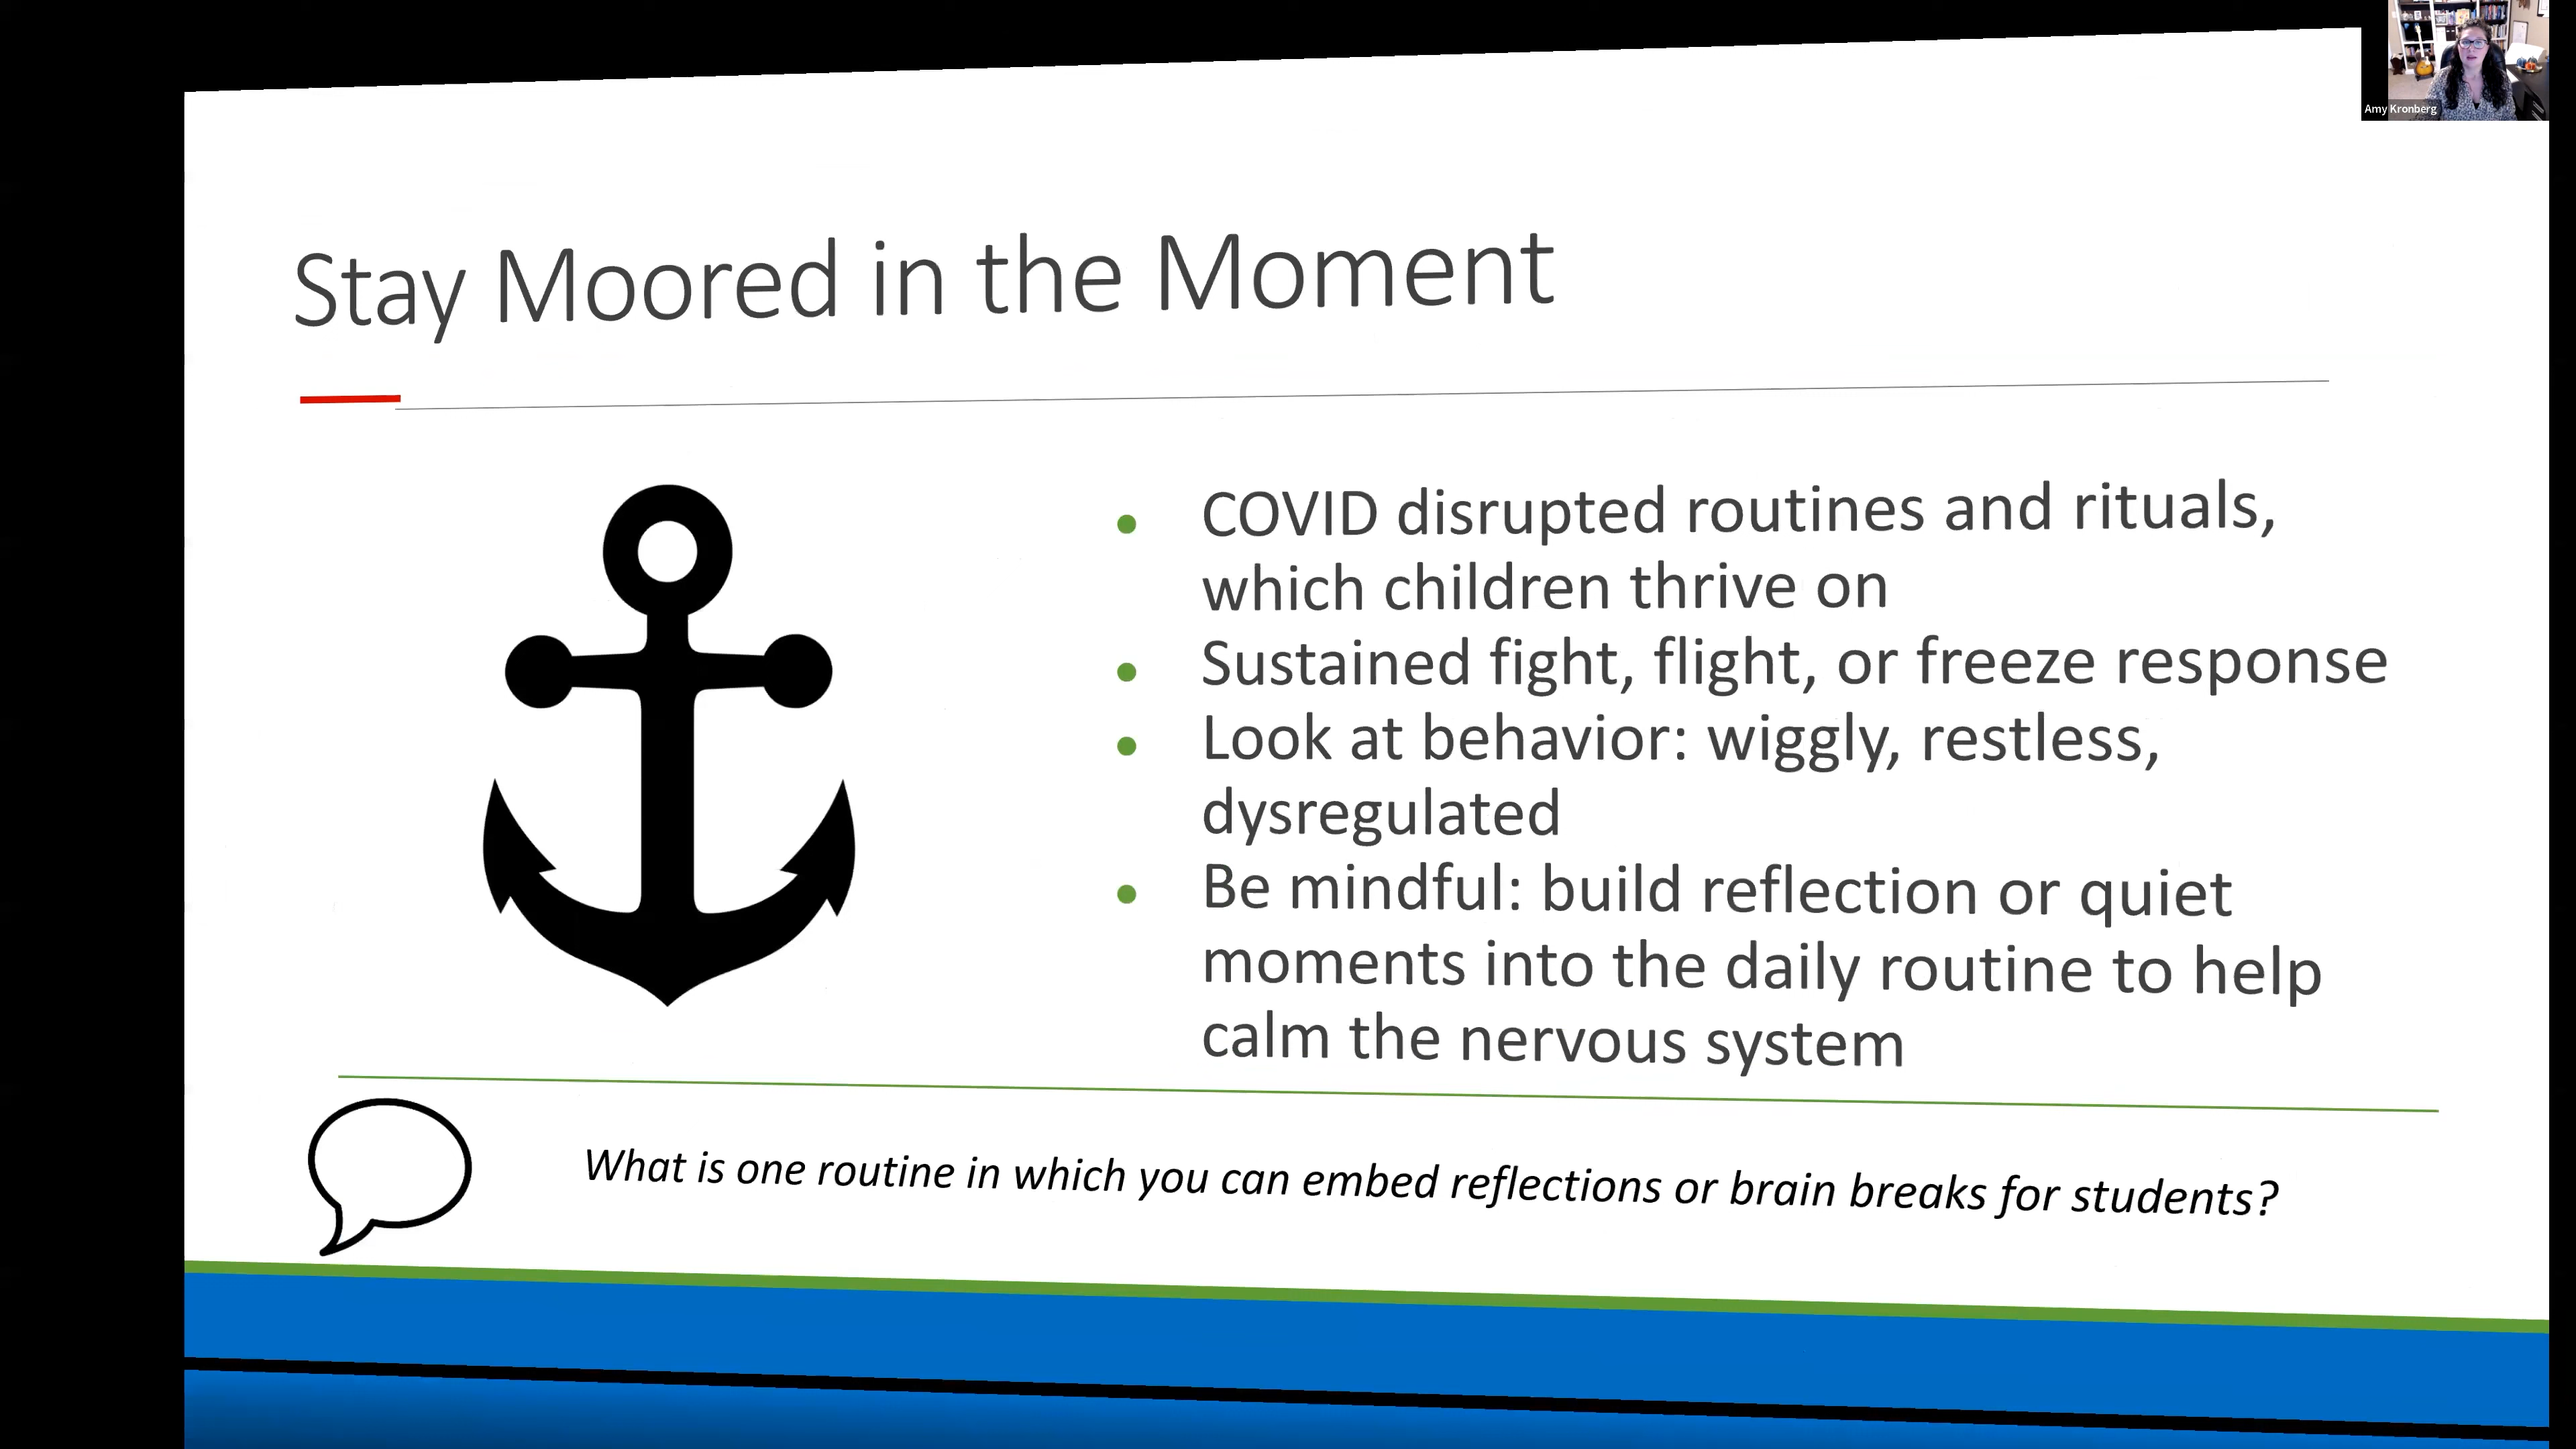 Amy Kronberg
Stay Moored in the Moment
COVID disrupted routines and rituals,
which children thrive on
Sustained fight, flight, or freeze response
Look at behavior: wiggly, restless,
dysregulated
Be mindful: build reflection or quiet
moments into the daily routine to help
calm the nervous system
What is one routine in which you can embed reflections or brain breaks for students?